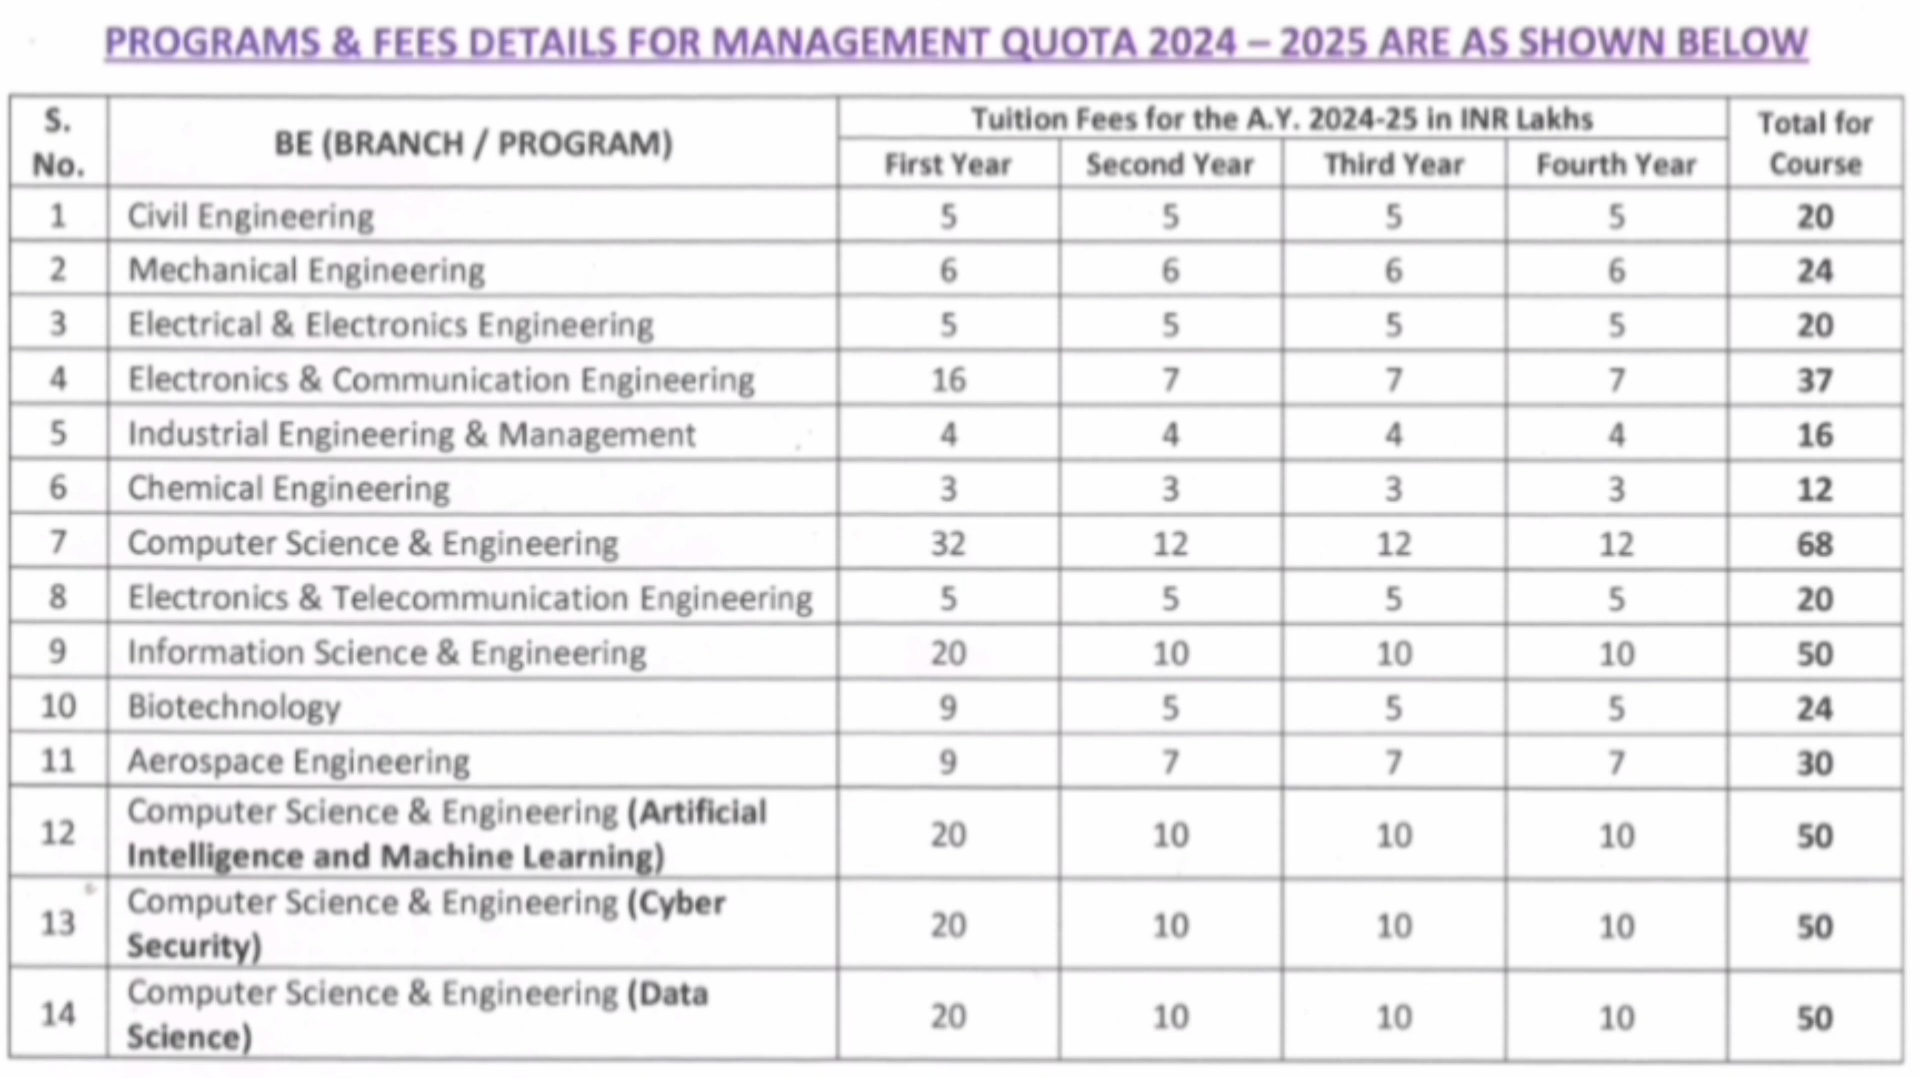 PROGRAMS & FEES DETAILS FOR MANAGEMENT QUOTA 2024 – 2025 ARE AS SHOWN BELOW
S. No. BE (BRANCH / PROGRAM) Tuition Fees for the A.Y. 2024-25 in INR Lakhs Total for Course
First Year Second Year Third Year Fourth Year
1 Civil Engineering 5 5 5 5 20
2 Mechanical Engineering 6 6 6 6 24
3 Electrical & Electronics Engineering 5 5 5 5 20
4 Electronics & Communication Engineering 16 7 7 7 37
5 Industrial Engineering & Management 4 4 4 4 16
6 Chemical Engineering 3 3 3 3 12
7 Computer Science & Engineering 32 12 12 12 68
8 Electronics & Telecommunication Engineering 5 5 5 5 20
9 Information Science & Engineering 20 10 10 10 50
10 Biotechnology 9 5 5 5 24
11 Aerospace Engineering 9 7 7 7 30
12 Computer Science & Engineering (Artificial Intelligence and Machine Learning) 20 10 10 10 50
13 Computer Science & Engineering (Cyber Security) 20 10 10 10 50
14 Computer Science & Engineering (Data Science) 20 10 10 10 50